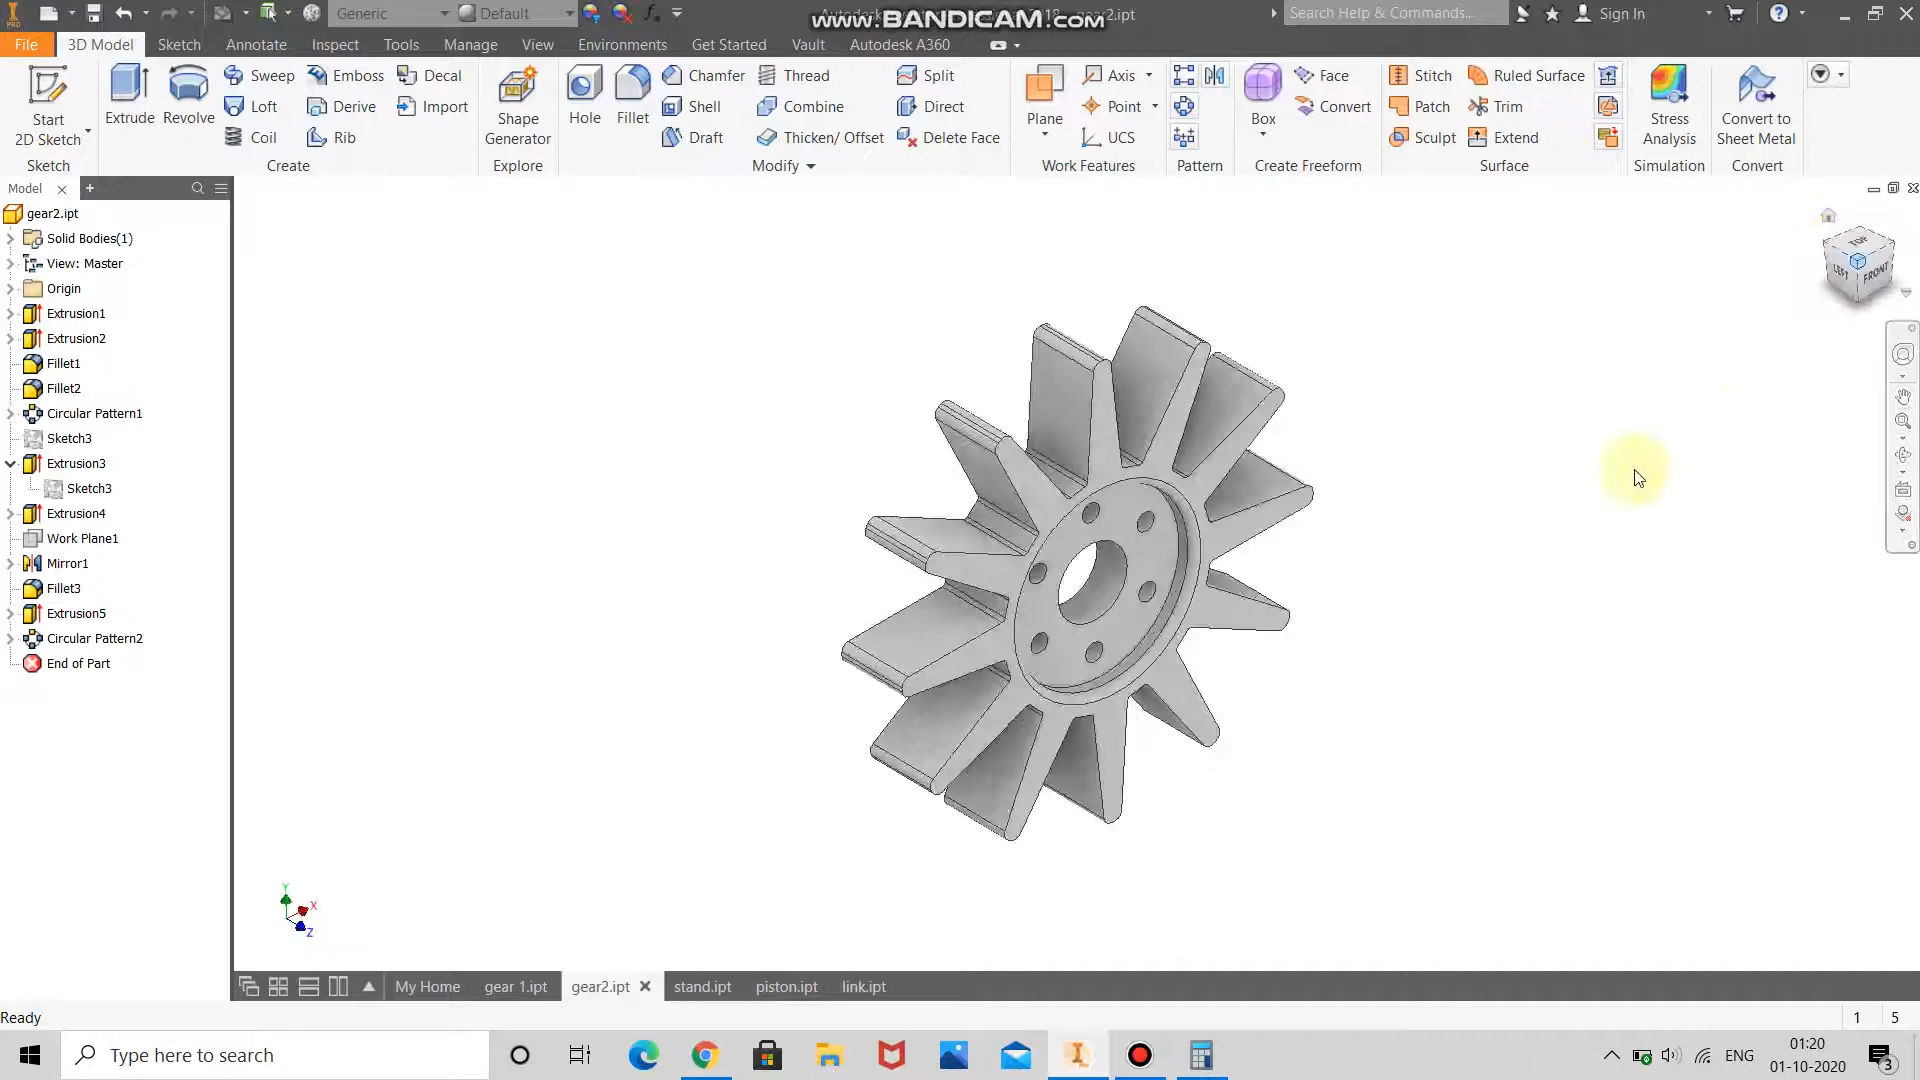 PRO
Generic
Default
www.BANDICAM.com
gear2.ipt
Search Help & Commands...
Sign In
File
3D Model
Sketch
Annotate
Inspect
Tools
Manage
View
Environments
Get Started
Vault
Autodesk A360
Start
2D Sketch
Extrude
Revolve
Sweep
Emboss
Decal
Loft
Derive
Import
Coil
Rib
Shape
Generator
Hole
Fillet
Chamfer
Thread
Split
Shell
Combine
Direct
Draft
Thicken/ Offset
Delete Face
Plane
Axis
Point
UCS
Box
Face
Convert
Stitch
Ruled Surface
Patch
Trim
Sculpt
Extend
Stress
Analysis
Convert to
Sheet Metal
Sketch
Create
Explore
Modify
Work Features
Pattern
Create Freeform
Surface
Simulation
Convert
Model
gear2.ipt
Solid Bodies(1)
View: Master
Origin
Extrusion1
Extrusion2
Fillet1
Fillet2
Circular Pattern1
Sketch3
Extrusion3
Sketch3
Extrusion4
Work Plane1
Mirror1
Fillet3
Extrusion5
Circular Pattern2
End of Part
TOP
LEFT
FRONT
Y
X
Z
My Home
gear 1.ipt
gear2.ipt
stand.ipt
piston.ipt
link.ipt
Ready
1
5
Type here to search
ENG
01:20
01-10-2020
3